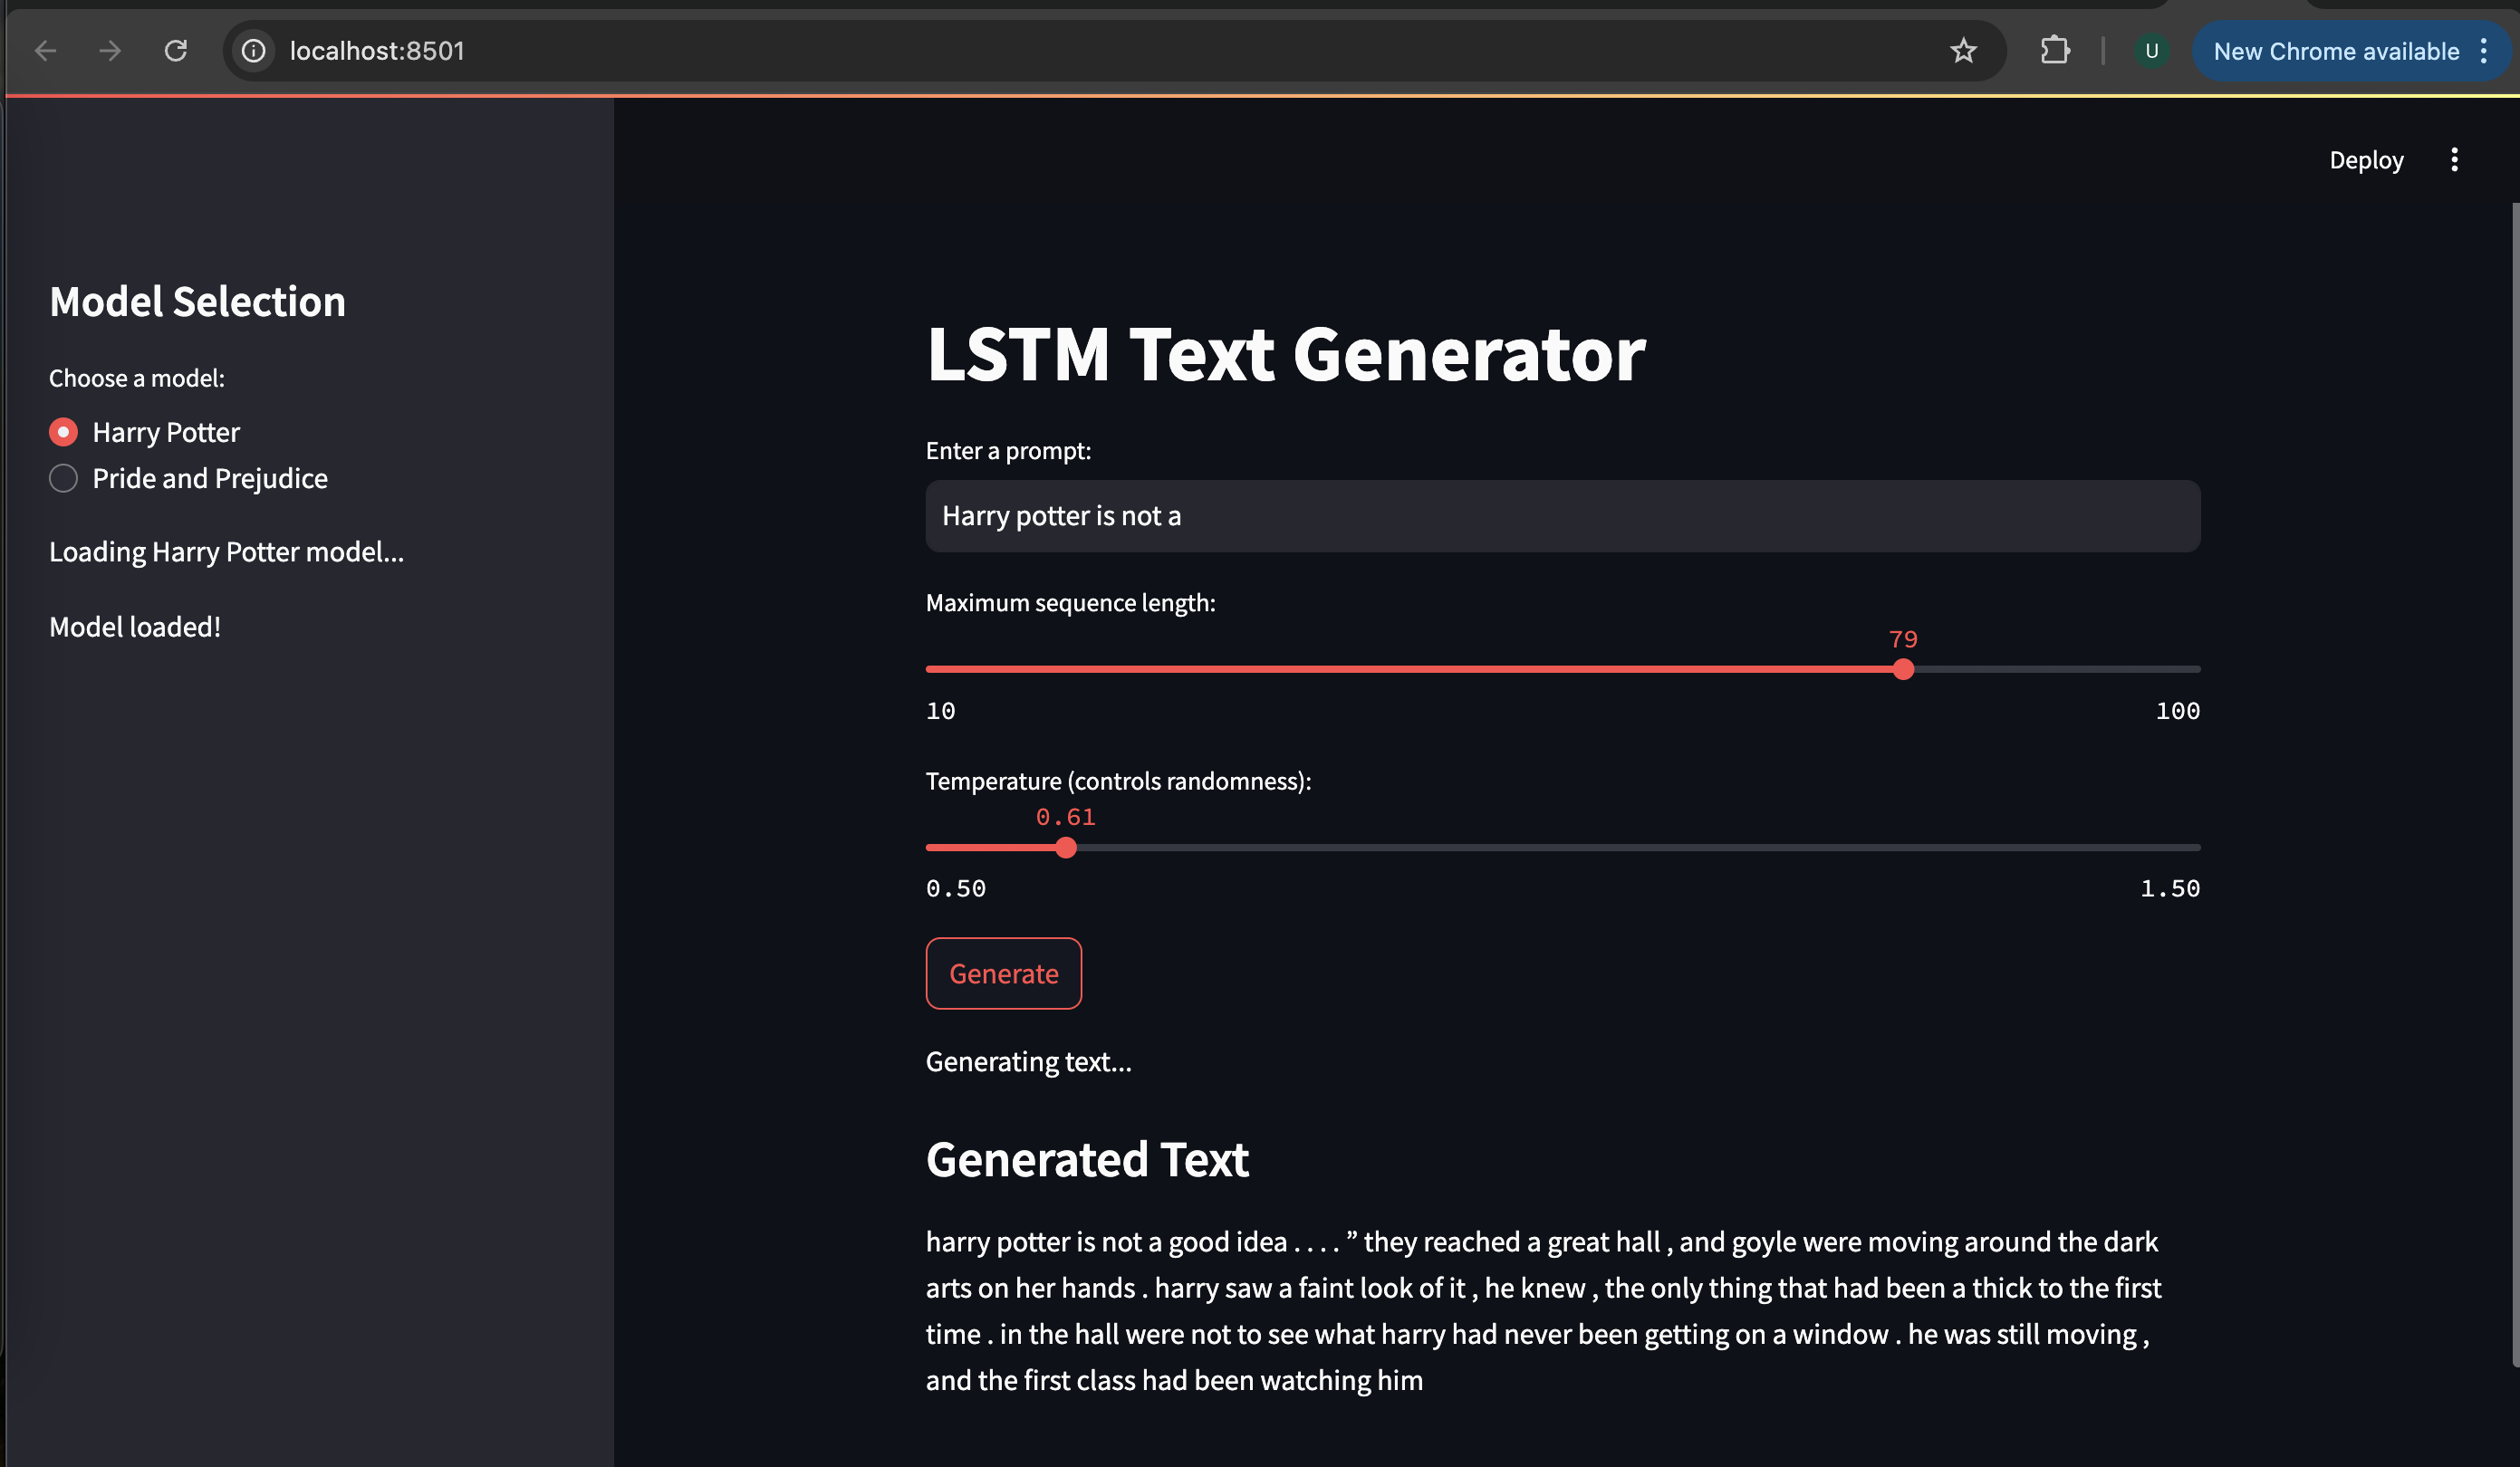 localhost:8501
U
New Chrome available
Deploy
Model Selection
Choose a model:
Harry Potter
Pride and Prejudice
Loading Harry Potter model...
Model loaded!
LSTM Text Generator
Enter a prompt:
Harry potter is not a
Maximum sequence length:
79
10
100
Temperature (controls randomness):
0.61
0.50
1.50
Generate
Generating text...
Generated Text
harry potter is not a good idea . . . . ” they reached a great hall , and goyle were moving around the dark
arts on her hands . harry saw a faint look of it , he knew , the only thing that had been a thick to the first
time . in the hall were not to see what harry had never been getting on a window . he was still moving ,
and the first class had been watching him